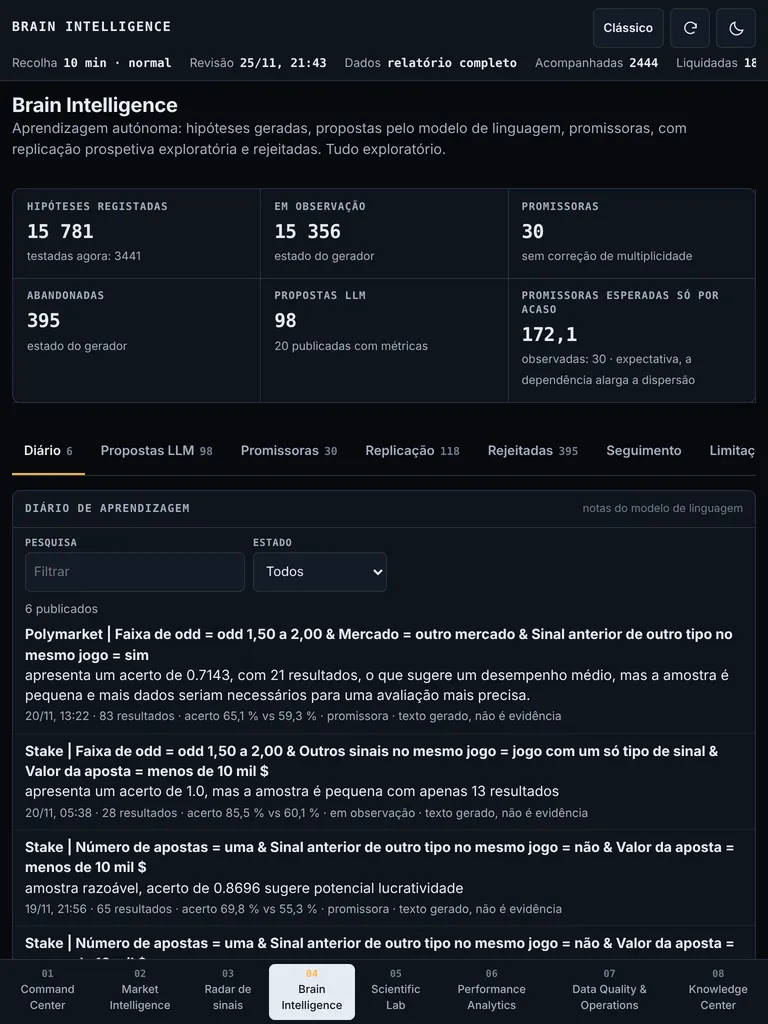 BRAIN INTELLIGENCE
Clássico
Recolha 10 min · normal Revisão 25/11, 21:43 Dados relatório completo Acompanhadas 2444 Liquidadas 18
Brain Intelligence
Aprendizagem autónoma: hipóteses geradas, propostas pelo modelo de linguagem, promissoras, com
replicação prospetiva exploratória e rejeitadas. Tudo exploratório.
HIPÓTESES REGISTADAS
15 781
testadas agora: 3441
EM OBSERVAÇÃO
15 356
estado do gerador
PROMISSORAS
30
sem correção de multiplicidade
ABANDONADAS
395
estado do gerador
PROPOSTAS LLM
98
20 publicadas com métricas
PROMISSORAS ESPERADAS SÓ POR
ACASO
172,1
observadas: 30 · expectativa, a
dependência alarga a dispersão
Diário 6 Propostas LLM 98 Promissoras 30 Replicação 118 Rejeitadas 395 Seguimento Limitaç
DIÁRIO DE APRENDIZAGEM
notas do modelo de linguagem
PESQUISA
Filtrar
ESTADO
Todos
6 publicados
Polymarket | Faixa de odd = odd 1,50 a 2,00 & Mercado = outro mercado & Sinal anterior de outro tipo no
mesmo jogo = sim
apresenta um acerto de 0.7143, com 21 resultados, o que sugere um desempenho médio, mas a amostra é
pequena e mais dados seriam necessários para uma avaliação mais precisa.
20/11, 13:22 · 83 resultados · acerto 65,1 % vs 59,3 % · promissora · texto gerado, não é evidência
Stake | Faixa de odd = odd 1,50 a 2,00 & Outros sinais no mesmo jogo = jogo com um só tipo de sinal &
Valor da aposta = menos de 10 mil $
apresenta um acerto de 1.0, mas a amostra é pequena com apenas 13 resultados
20/11, 05:38 · 28 resultados · acerto 85,5 % vs 60,1 % · em observação · texto gerado, não é evidência
Stake | Número de apostas = uma & Sinal anterior de outro tipo no mesmo jogo = não & Valor da aposta =
menos de 10 mil $
amostra razoável, acerto de 0.8696 sugere potencial lucratividade
19/11, 21:56 · 65 resultados · acerto 69,8 % vs 55,3 % · promissora · texto gerado, não é evidência
Stake | Número de apostas = uma & Sinal anterior de outro tipo no mesmo jogo = não & Valor da aposta =
01
Command
Center
02
Market
Intelligence
03
Radar de
sinais
04
Brain
Intelligence
05
Scientific
Lab
06
Performance
Analytics
07
Data Quality &
Operations
08
Knowledge
Center